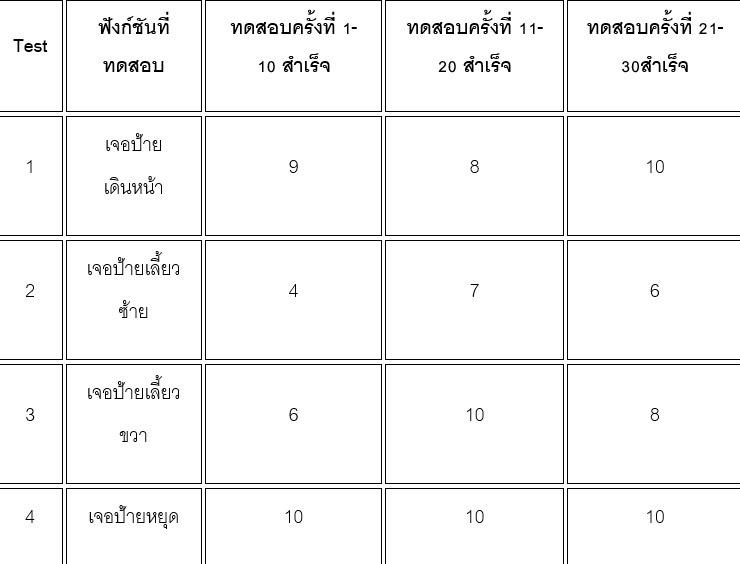 Test
ฟังก์ชันที่
ทดสอบ
ทดสอบครั้งที่ 1-
10 สำเร็จ
ทดสอบครั้งที่ 11-
20 สำเร็จ
ทดสอบครั้งที่ 21-
30สำเร็จ
1
เจอป้าย
เดินหน้า
9
8
10
2
เจอป้ายเลี้ยว
ซ้าย
4
7
6
3
เจอป้ายเลี้ยว
ขวา
6
10
8
4
เจอป้ายหยุด
10
10
10